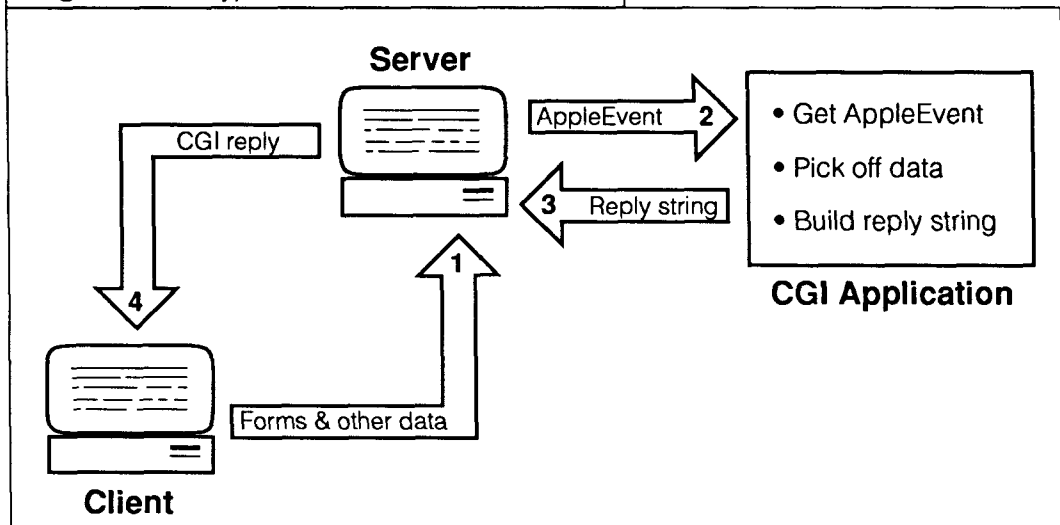 Server
AppleEvent 2
CGI reply
• Get AppleEvent
• Pick off data
• Build reply string
3 Reply string
1
CGI Application
4
Forms & other data
Client